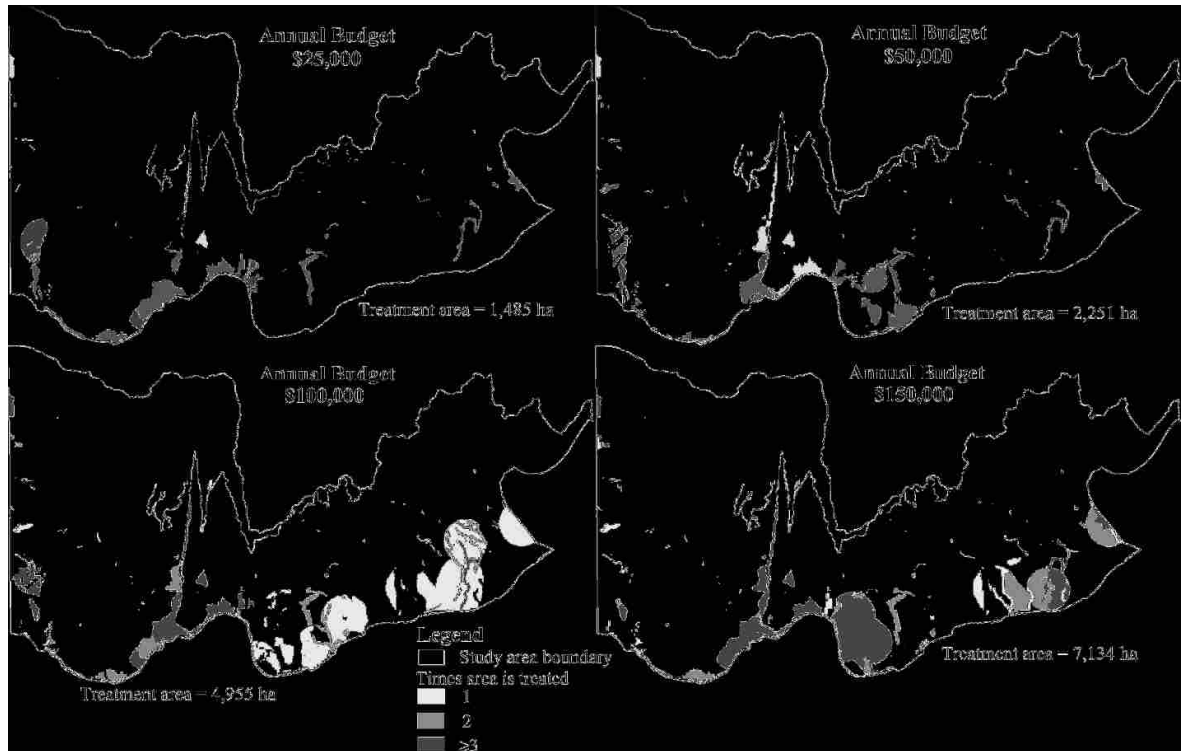 Annual Budget
$25,000
Treatment area = 1,485 ha
Annual Budget
$50,000
Treatment area = 2,251 ha
Annual Budget
$100,000
Treatment area = 4,955 ha
Annual Budget
$150,000
Treatment area = 7,134 ha
Legend
Study area boundary
Times area is treated
1
2
≥3